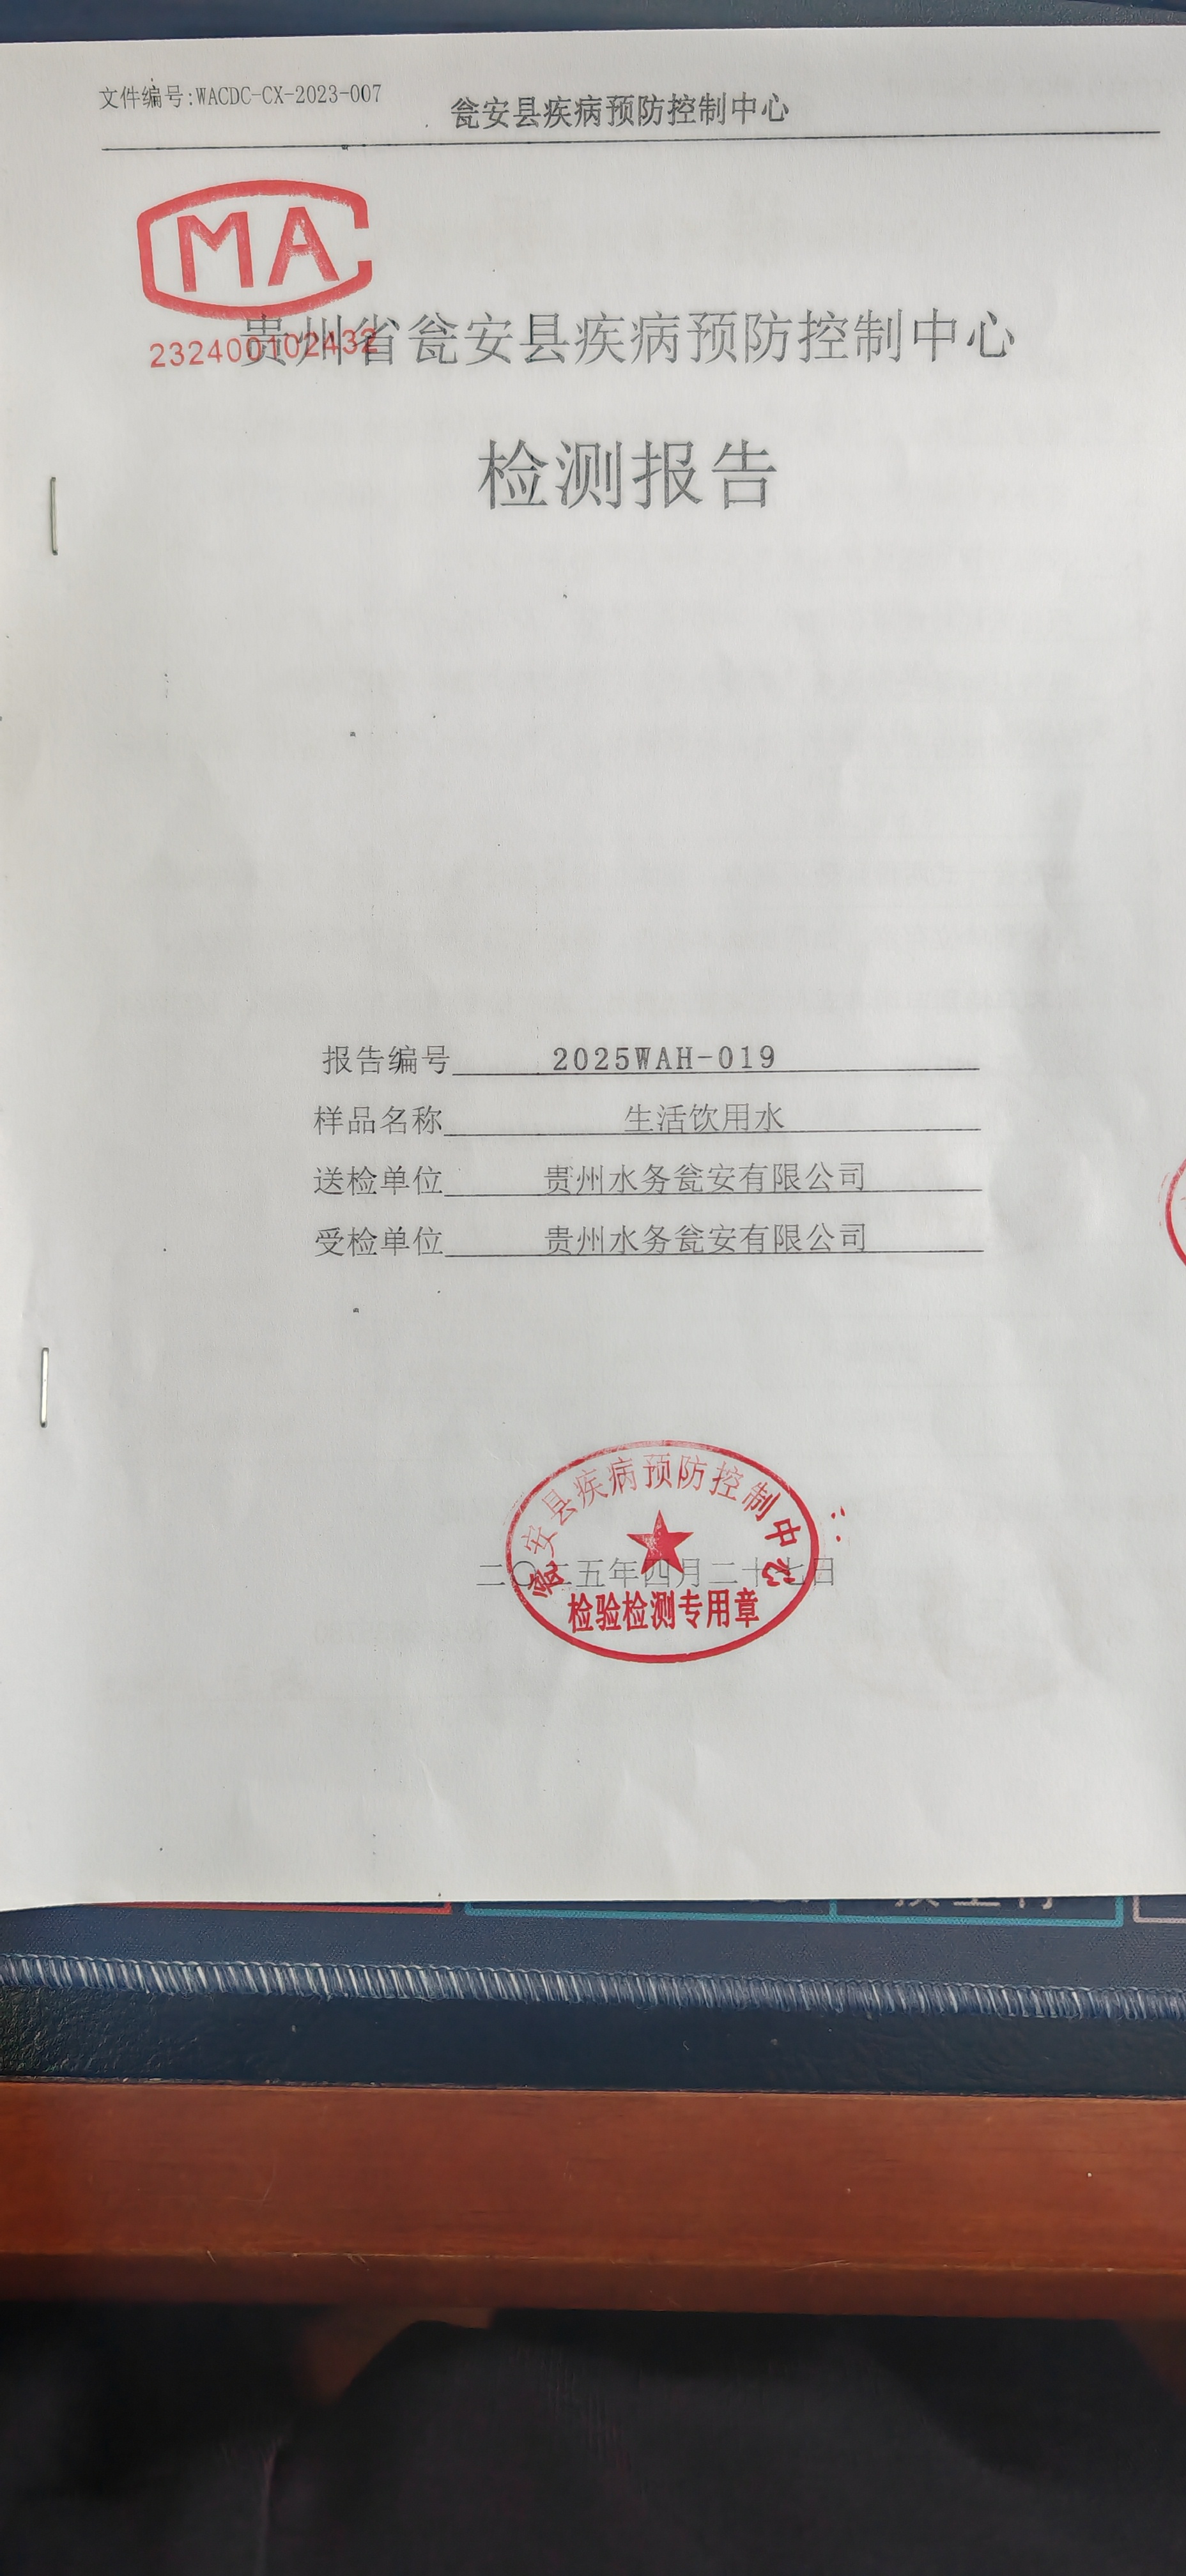 文件编号:WACDC-CX-2023-007
瓮安县疾病预防控制中心
MA
232400102432
贵州省瓮安县疾病预防控制中心
检测报告
报告编号 2025WAH-019
样品名称 生活饮用水
送检单位 贵州水务瓮安有限公司
受检单位 贵州水务瓮安有限公司
瓮安县疾病预防控制中心
二〇二五年四月二十七日
检验检测专用章